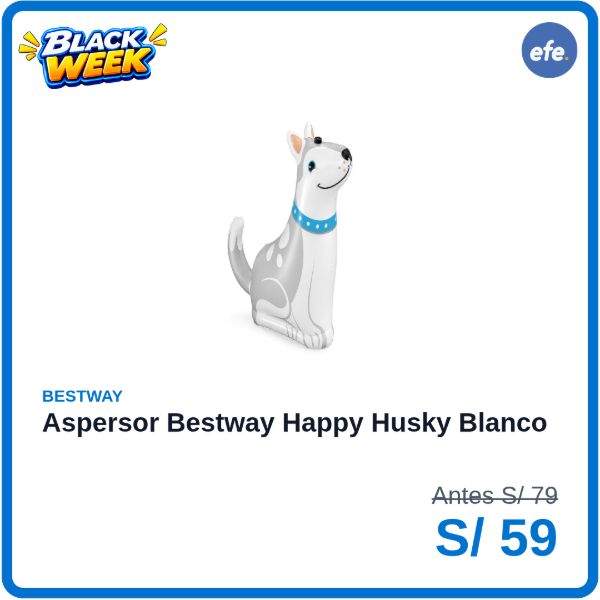 BLACK
WEEK
efe.
BESTWAY
Aspersor Bestway Happy Husky Blanco
Antes S/ 79
S/ 59